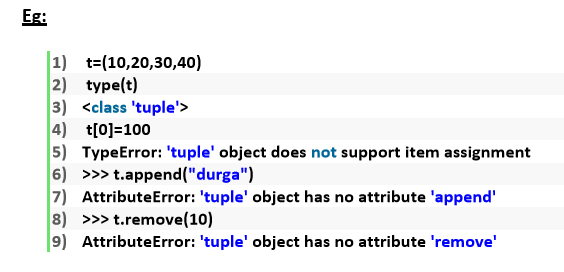 Eg:
1) t=(10,20,30,40)
2) type(t)
3) <class 'tuple'>
4) t[0]=100
5) TypeError: 'tuple' object does not support item assignment
6) >>> t.append("durga")
7) AttributeError: 'tuple' object has no attribute 'append'
8) >>> t.remove(10)
9) AttributeError: 'tuple' object has no attribute 'remove'